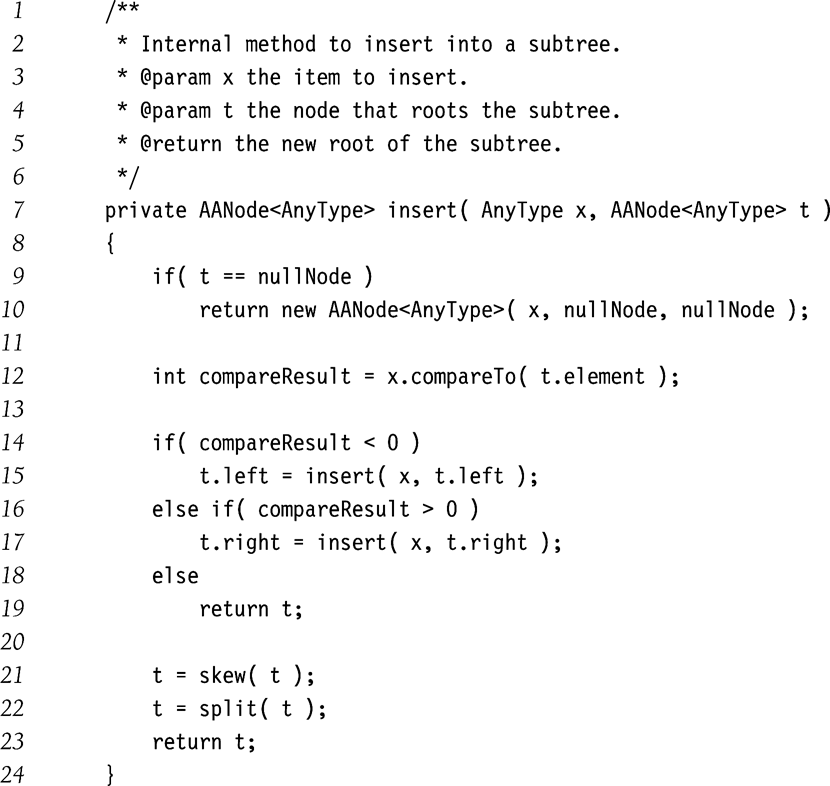 1 /**
2  * Internal method to insert into a subtree.
3  * @param x the item to insert.
4  * @param t the node that roots the subtree.
5  * @return the new root of the subtree.
6  */
7 private AANode<AnyType> insert( AnyType x, AANode<AnyType> t )
8 {
9     if( t == nullNode )
10         return new AANode<AnyType>( x, nullNode, nullNode );
11
12     int compareResult = x.compareTo( t.element );
13
14     if( compareResult < 0 )
15         t.left = insert( x, t.left );
16     else if( compareResult > 0 )
17         t.right = insert( x, t.right );
18     else
19         return t;
20
21     t = skew( t );
22     t = split( t );
23     return t;
24 }